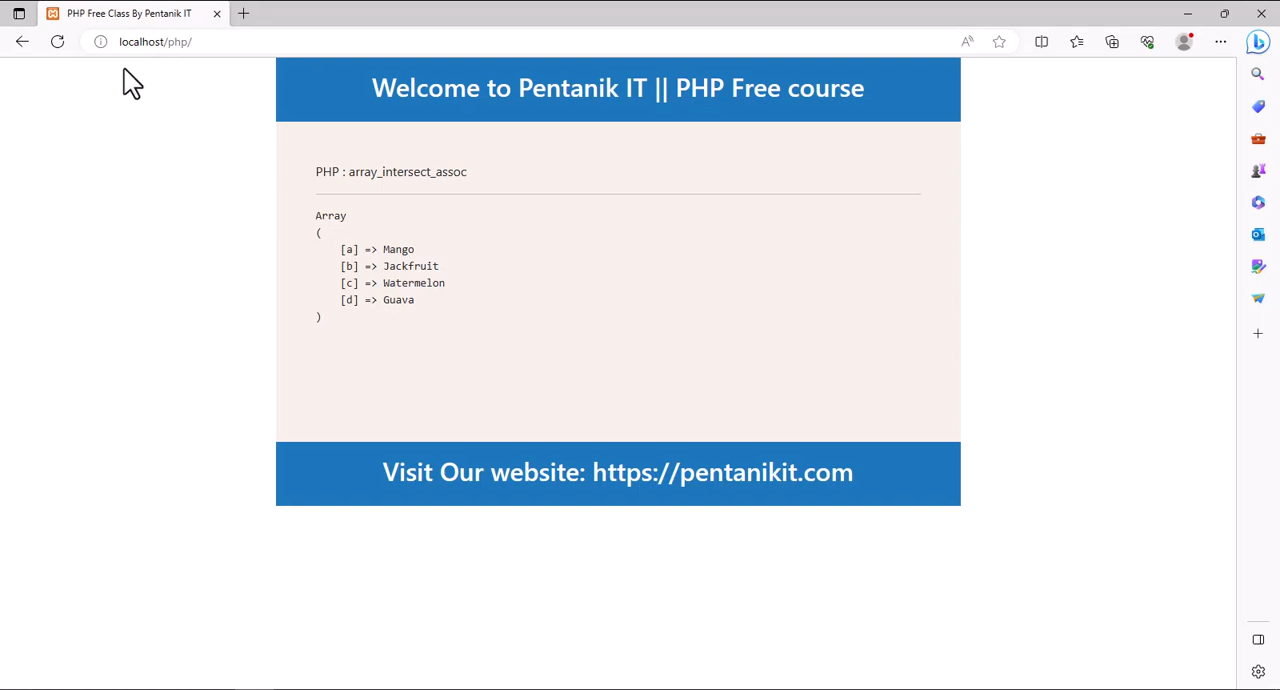 PHP Free Class By Pentanik IT
localhost/php/
Welcome to Pentanik IT || PHP Free course
PHP : array_intersect_assoc
Array
(
    [a] => Mango
    [b] => Jackfruit
    [c] => Watermelon
    [d] => Guava
)
Visit Our website: https://pentanikit.com